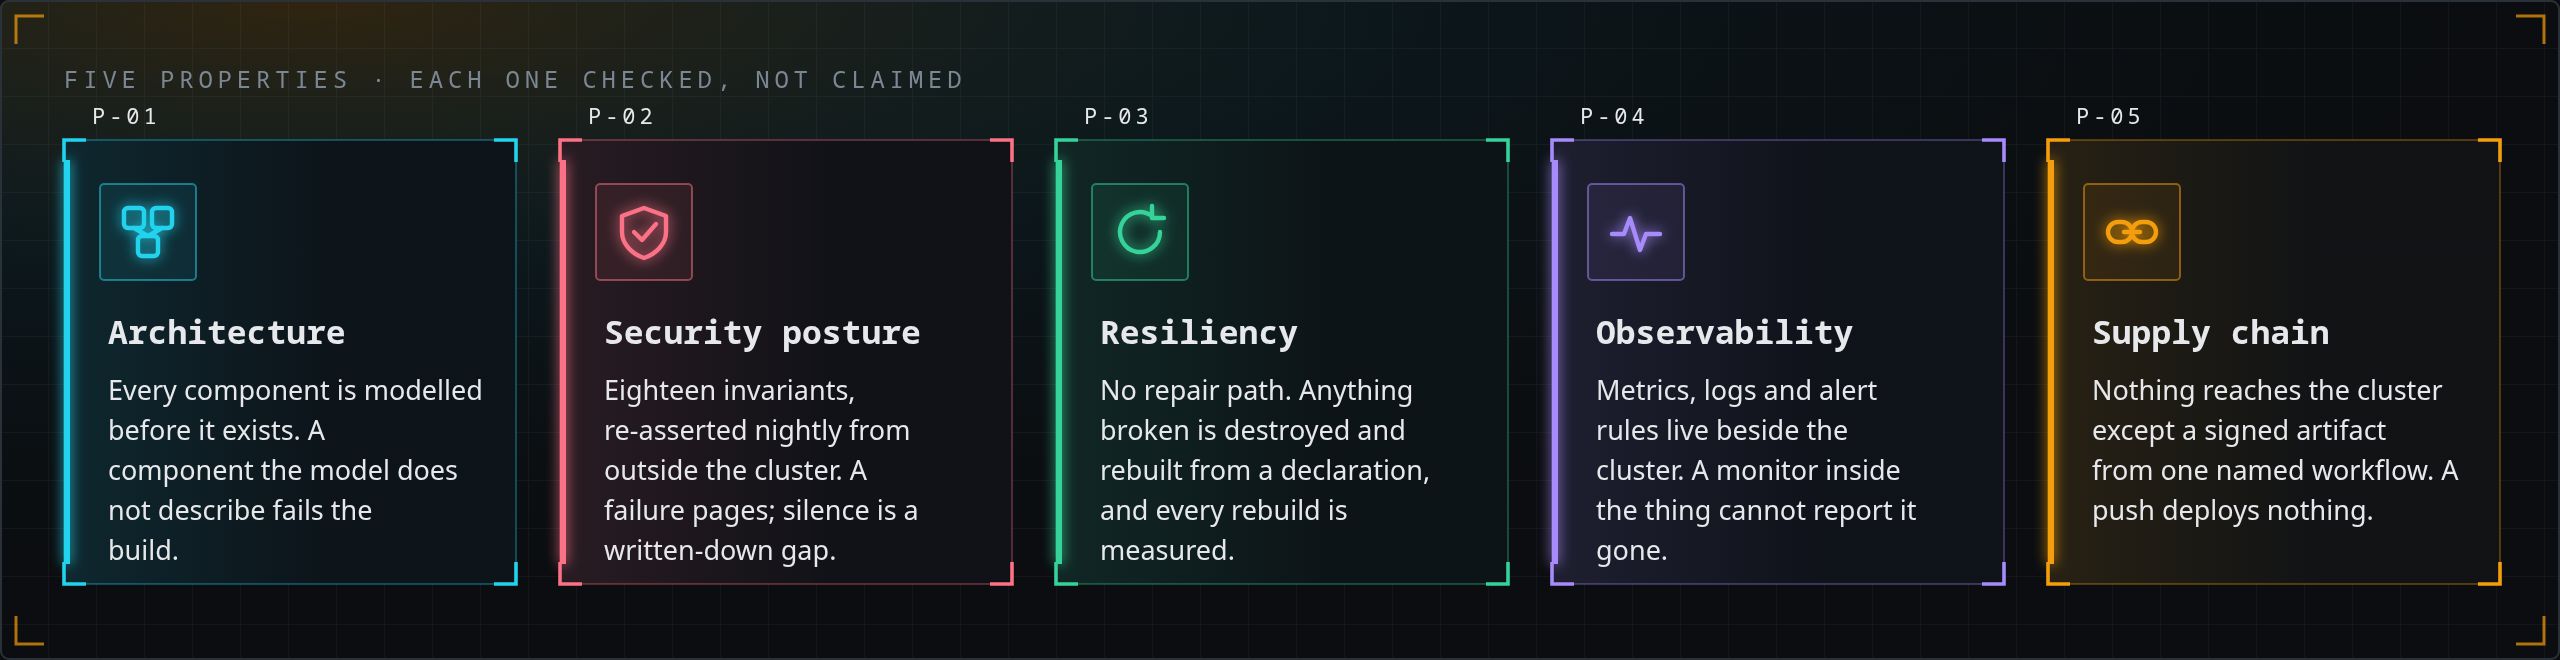 FIVE PROPERTIES · EACH ONE CHECKED, NOT CLAIMED
P-01
Architecture
Every component is modelled
before it exists. A
component the model does
not describe fails the
build.
P-02
Security posture
Eighteen invariants,
re-asserted nightly from
outside the cluster. A
failure pages; silence is a
written-down gap.
P-03
Resiliency
No repair path. Anything
broken is destroyed and
rebuilt from a declaration,
and every rebuild is
measured.
P-04
Observability
Metrics, logs and alert
rules live beside the
cluster. A monitor inside
the thing cannot report it
gone.
P-05
Supply chain
Nothing reaches the cluster
except a signed artifact
from one named workflow. A
push deploys nothing.